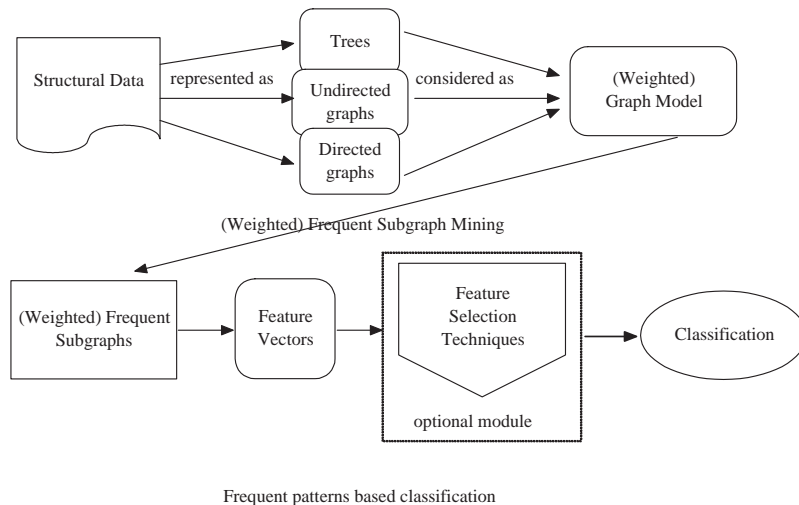 Structural Data
represented as
Trees
Undirected
graphs
Directed
graphs
considered as
(Weighted)
Graph Model
(Weighted) Frequent Subgraph Mining
(Weighted) Frequent
Subgraphs
Feature
Vectors
Feature
Selection
Techniques
optional module
Classification
Frequent patterns based classification